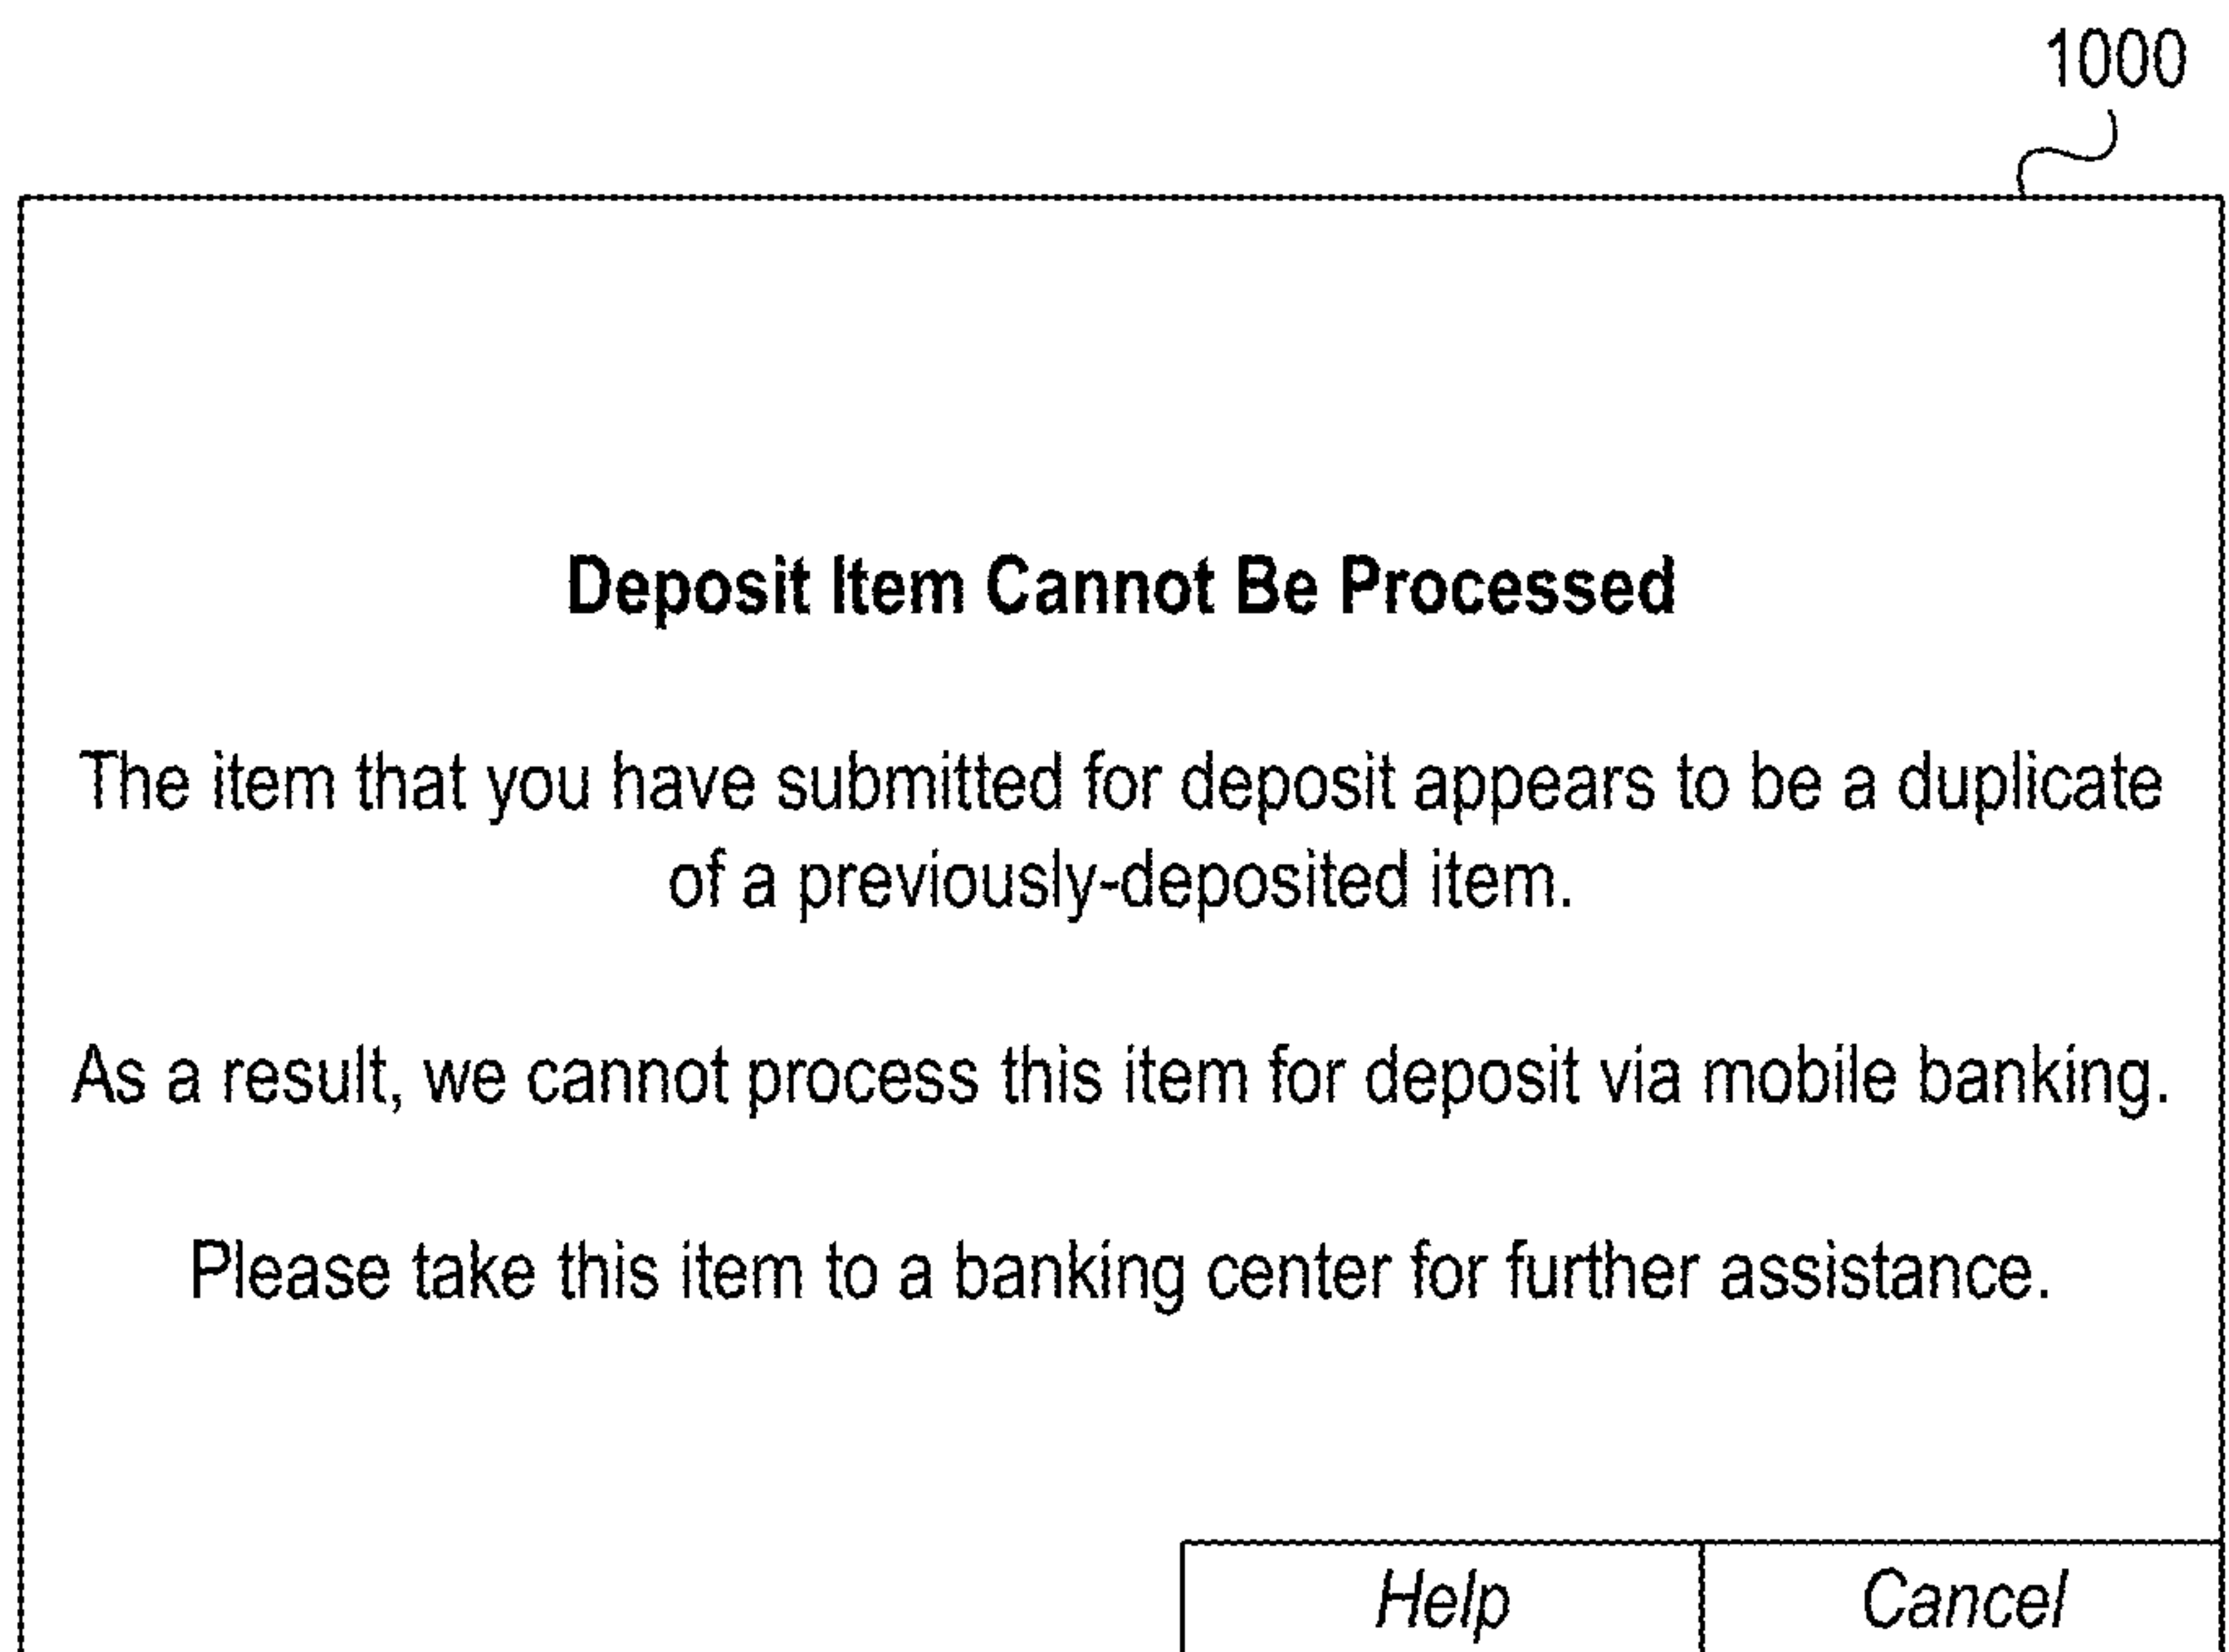 1000
Deposit Item Cannot Be Processed
The item that you have submitted for deposit appears to be a duplicate
of a previously-deposited item.
As a result, we cannot process this item for deposit via mobile banking.
Please take this item to a banking center for further assistance.
Help Cancel